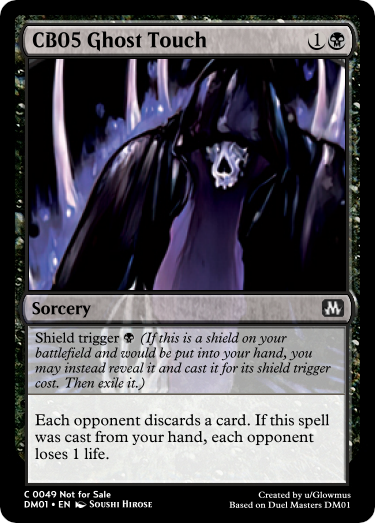 CB05 Ghost Touch 1
Sorcery
Shield trigger (If this is a shield on your
battlefield and would be put into your hand, you
may instead reveal it and cast it for its shield trigger
cost. Then exile it.)
Each opponent discards a card. If this spell
was cast from your hand, each opponent
loses 1 life.
C 0049 Not for Sale
DM01 • EN SOUSHI HIROSE
Created by u/Glowmus
Based on Duel Masters DM01